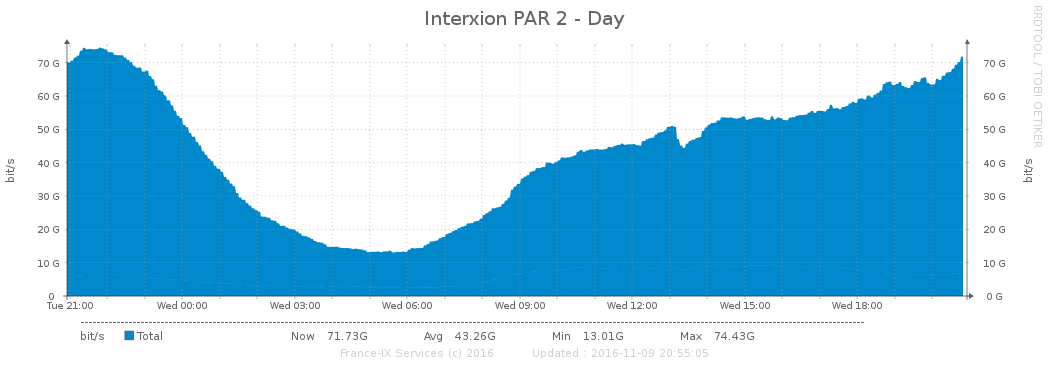 Interxion PAR 2 - Day
RRDTOOL / TOBI OETIKER
bit/s
70 G 70 G
60 G 60 G
50 G 50 G
40 G 40 G
30 G 30 G
20 G 20 G
10 G 10 G
0 0 G
bit/s
Tue 21:00 Wed 00:00 Wed 03:00 Wed 06:00 Wed 09:00 Wed 12:00 Wed 15:00 Wed 18:00
bit/s Total Now 71.73G Avg 43.26G Min 13.01G Max 74.43G
France-IX Services (c) 2016 Updated : 2016-11-09 20:55:05